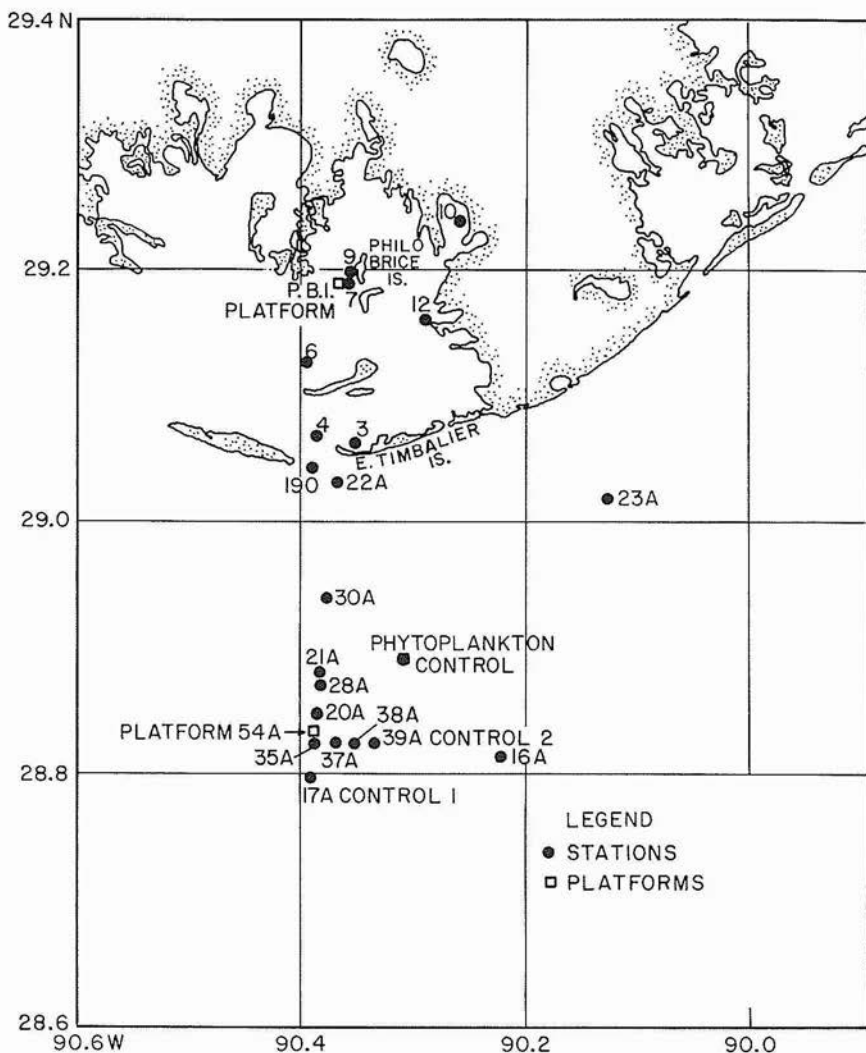 29.4 N
10
9
PHILO
BRICE
IS.
29.2
P.B.I.
PLATFORM
7
12
6
4
3
E. TIMBALIER
IS.
190
22A
23A
29.0
30A
PHYTOPLANKTON
CONTROL
21A
28A
20A
38A
PLATFORM 54A
39A CONTROL 2
35A
37A
16A
28.8
17A CONTROL 1
LEGEND
STATIONS
PLATFORMS
28.6
90.6W
90.4
90.2
90.0